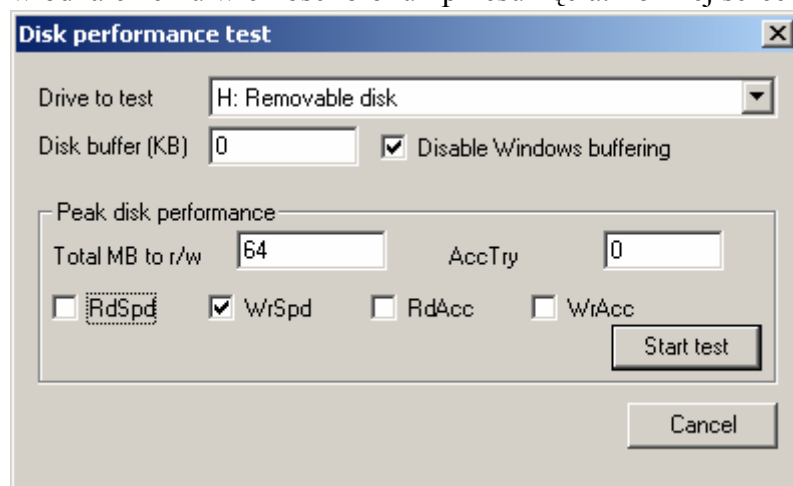 Disk performance test
Drive to test H: Removable disk
Disk buffer (KB) 0 Disable Windows buffering
Peak disk performance
Total MB to r/w 64 AccTry 0
RdSpd WrSpd RdAcc WrAcc
Start test
Cancel